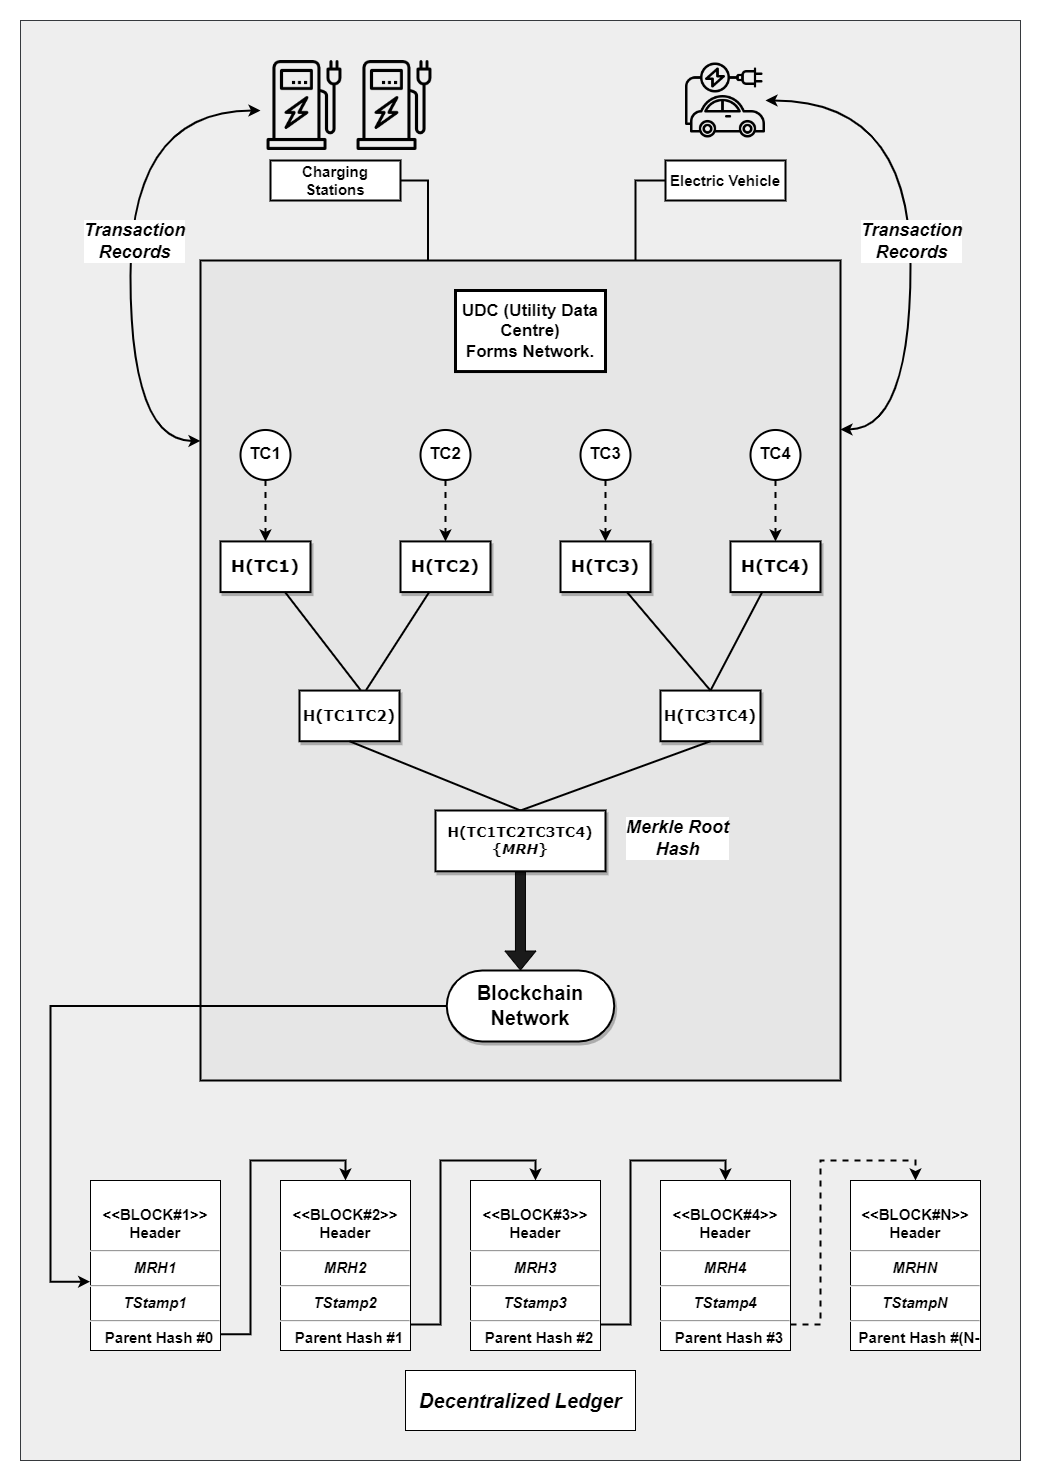 Charging
Stations
Electric Vehicle
Transaction
Records
Transaction
Records
UDC (Utility Data
Centre)
Forms Network.
TC1
TC2
TC3
TC4
H(TC1)
H(TC2)
H(TC3)
H(TC4)
H(TC1TC2)
H(TC3TC4)
H(TC1TC2TC3TC4)
{MRH}
Merkle Root
Hash
Blockchain
Network
<<BLOCK#1>>
Header
MRH1
TStamp1
Parent Hash #0
<<BLOCK#2>>
Header
MRH2
TStamp2
Parent Hash #1
<<BLOCK#3>>
Header
MRH3
TStamp3
Parent Hash #2
<<BLOCK#4>>
Header
MRH4
TStamp4
Parent Hash #3
<<BLOCK#N>>
Header
MRHN
TStampN
Parent Hash #(N-
Decentralized Ledger